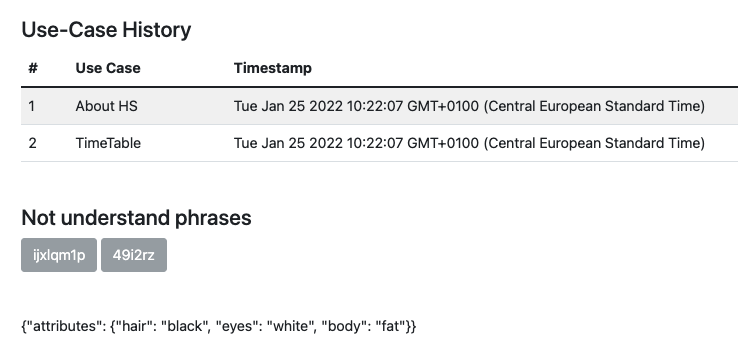 Use-Case History
# Use Case Timestamp
1 About HS Tue Jan 25 2022 10:22:07 GMT+0100 (Central European Standard Time)
2 TimeTable Tue Jan 25 2022 10:22:07 GMT+0100 (Central European Standard Time)
Not understand phrases
ijxlqm1p 49i2rz
{"attributes": {"hair": "black", "eyes": "white", "body": "fat"}}